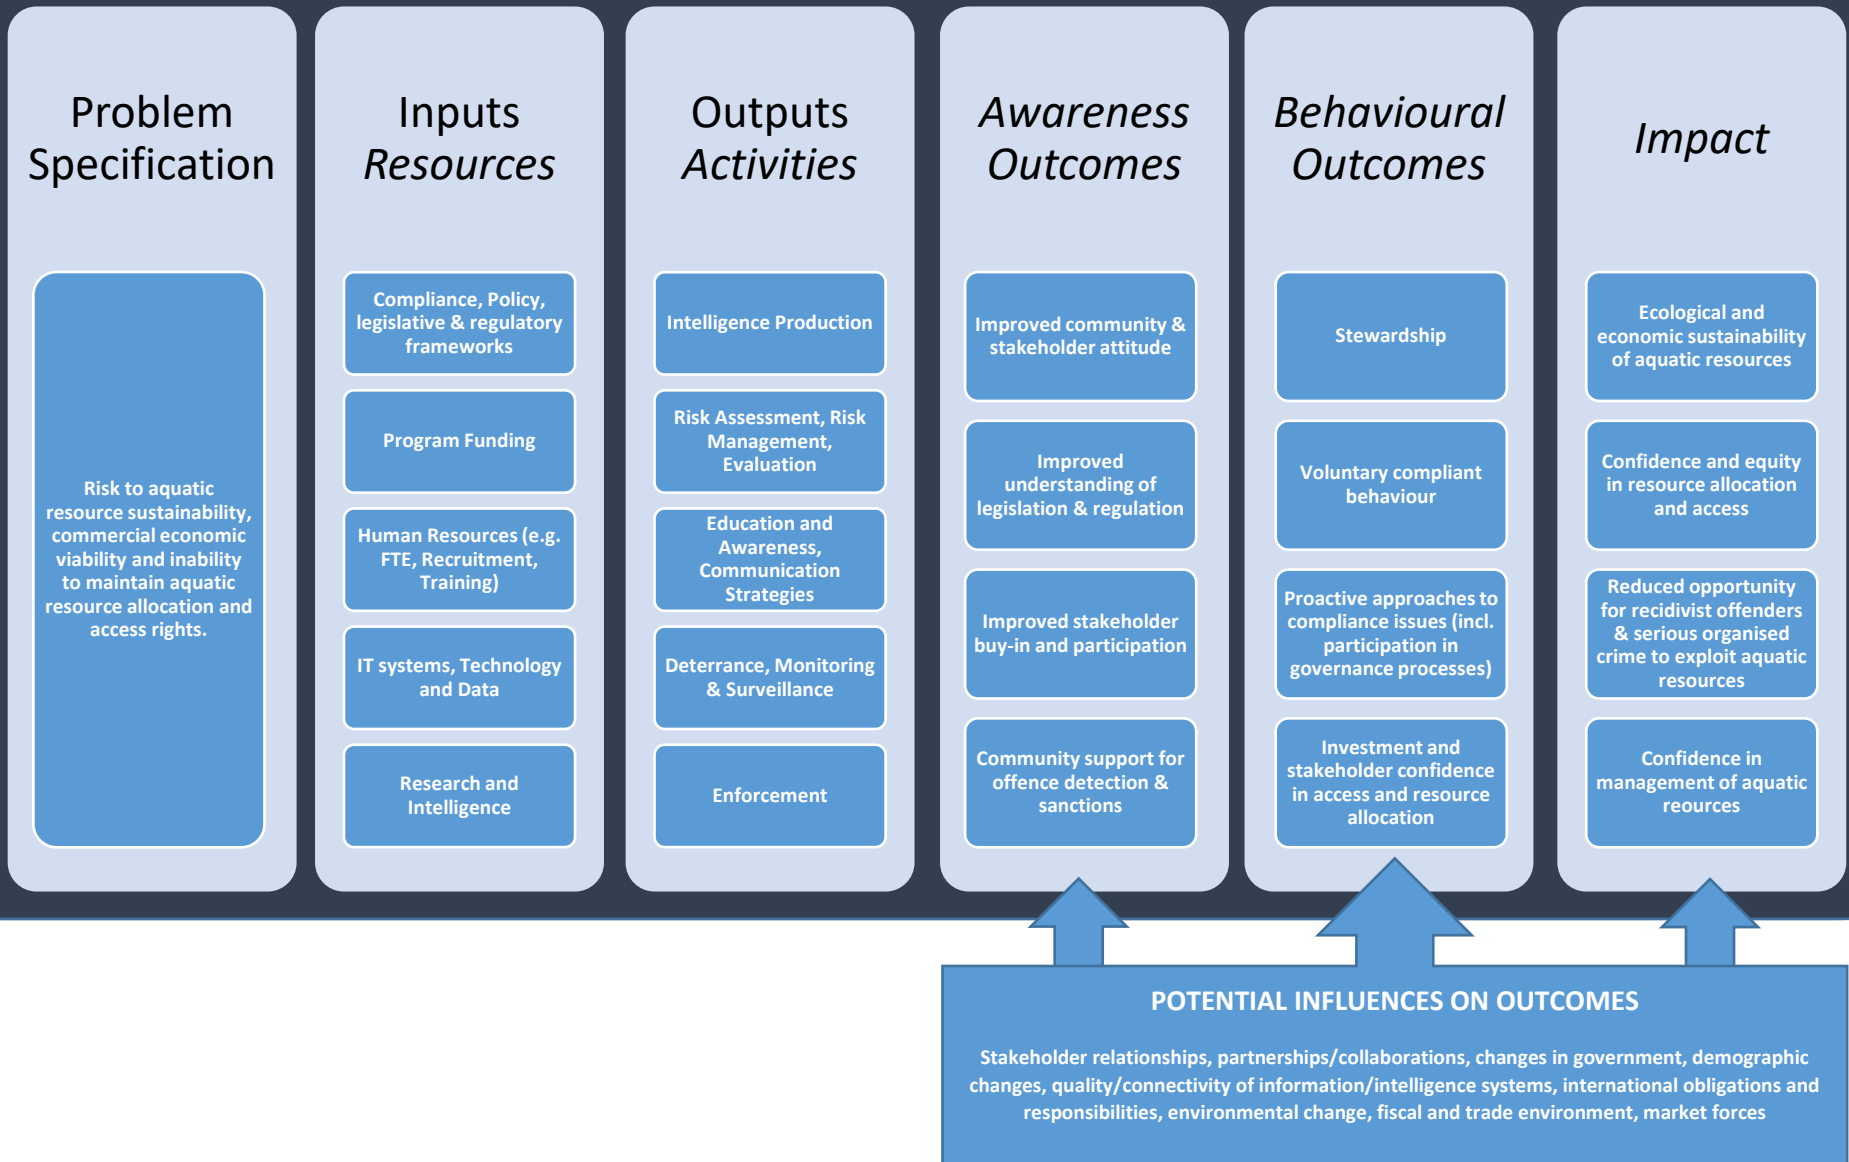 Problem
Specification
Risk to aquatic
resource sustainability,
commercial economic
viability and inability
to maintain aquatic
resource allocation and
access rights.
Inputs
Resources
Compliance, Policy,
legislative & regulatory
frameworks
Program Funding
Human Resources (e.g.
FTE, Recruitment,
Training)
IT systems, Technology
and Data
Research and
Intelligence
Outputs
Activities
Intelligence Production
Risk Assessment, Risk
Management,
Evaluation
Education and
Awareness,
Communication
Strategies
Deterrance, Monitoring
& Surveillance
Enforcement
Awareness
Outcomes
Improved community &
stakeholder attitude
Improved
understanding of
legislation & regulation
Improved stakeholder
buy-in and participation
Community support for
offence detection &
sanctions
Behavioural
Outcomes
Stewardship
Voluntary compliant
behaviour
Proactive approaches to
compliance issues (incl.
participation in
governance processes)
Investment and
stakeholder confidence
in access and resource
allocation
Impact
Ecological and
economic sustainability
of aquatic resources
Confidence and equity
in resource allocation
and access
Reduced opportunity
for recidivist offenders
& serious organised
crime to exploit aquatic
resources
Confidence in
management of aquatic
reources
POTENTIAL INFLUENCES ON OUTCOMES
Stakeholder relationships, partnerships/collaborations, changes in government, demographic
changes, quality/connectivity of information/intelligence systems, international obligations and
responsibilities, environmental change, fiscal and trade environment, market forces